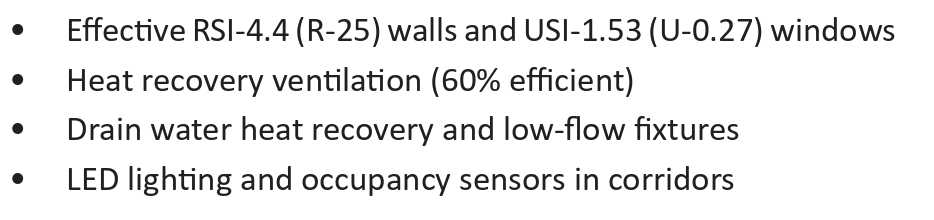 • Effective RSI-4.4 (R-25) walls and USI-1.53 (U-0.27) windows
• Heat recovery ventilation (60% efficient)
• Drain water heat recovery and low-flow fixtures
• LED lighting and occupancy sensors in corridors